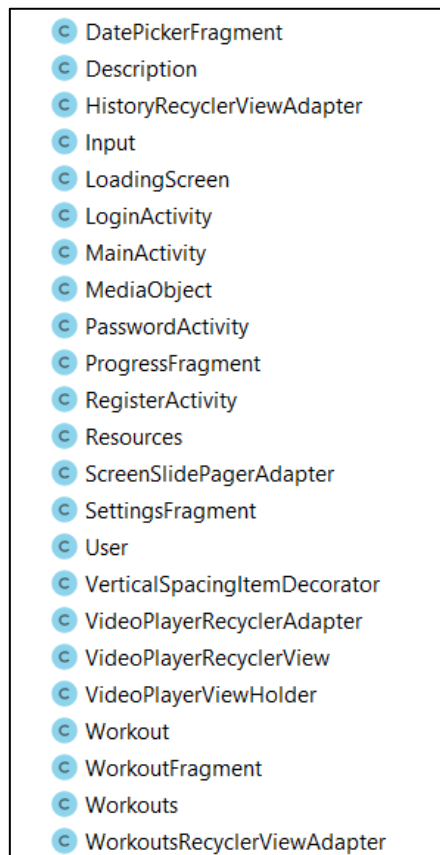 C DatePickerFragment
C Description
C HistoryRecyclerViewAdapter
C Input
C LoadingScreen
C LoginActivity
C MainActivity
C MediaObject
C PasswordActivity
C ProgressFragment
C RegisterActivity
C Resources
C ScreenSlidePagerAdapter
C SettingsFragment
C User
C VerticalSpacingItemDecorator
C VideoPlayerRecyclerAdapter
C VideoPlayerRecyclerView
C VideoPlayerViewHolder
C Workout
C WorkoutFragment
C Workouts
C WorkoutsRecyclerViewAdapter